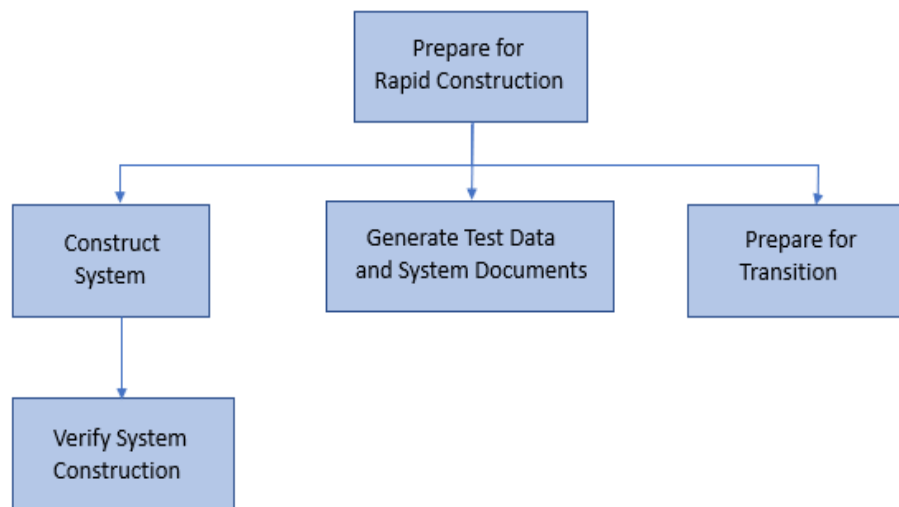 Prepare for
Rapid Construction
Construct
System
Generate Test Data
and System Documents
Prepare for
Transition
Verify System
Construction